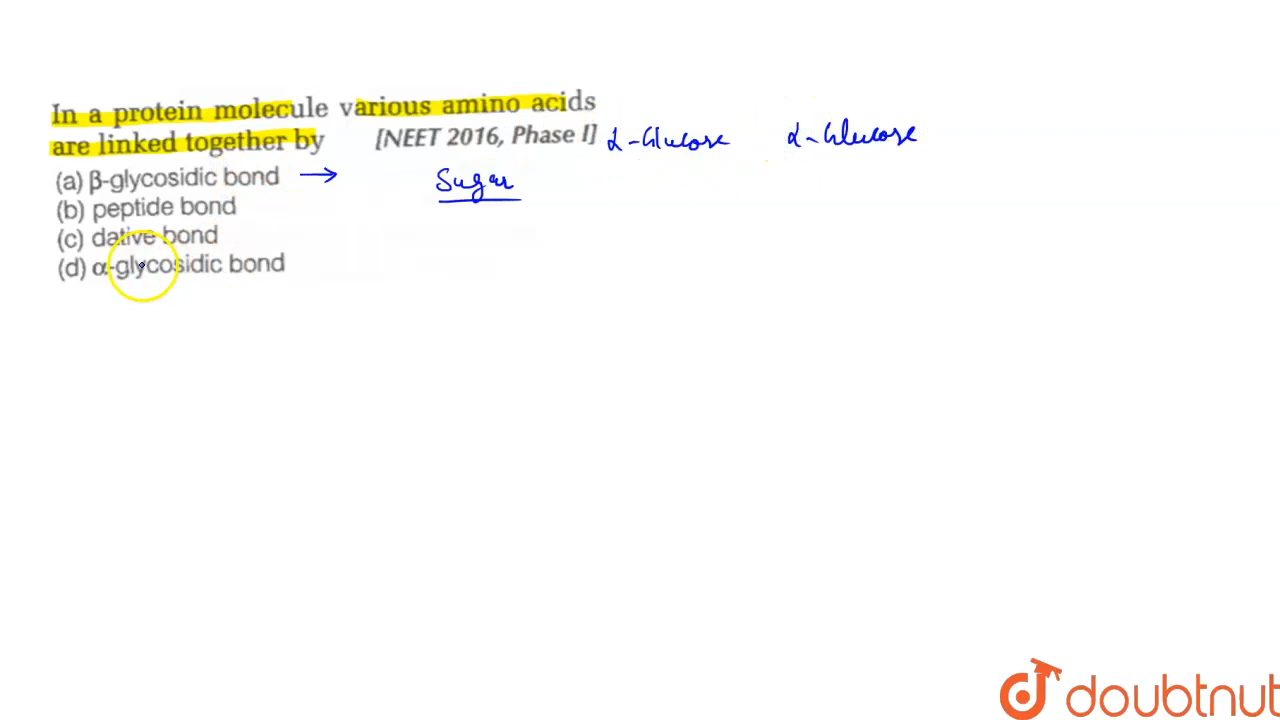 In a protein molecule various amino acids
are linked together by [NEET 2016, Phase I] α-Glucose α-Glucose
(a) β-glycosidic bond → Sugar
(b) peptide bond
(c) dative bond
(d) α-glycosidic bond
doubtnut